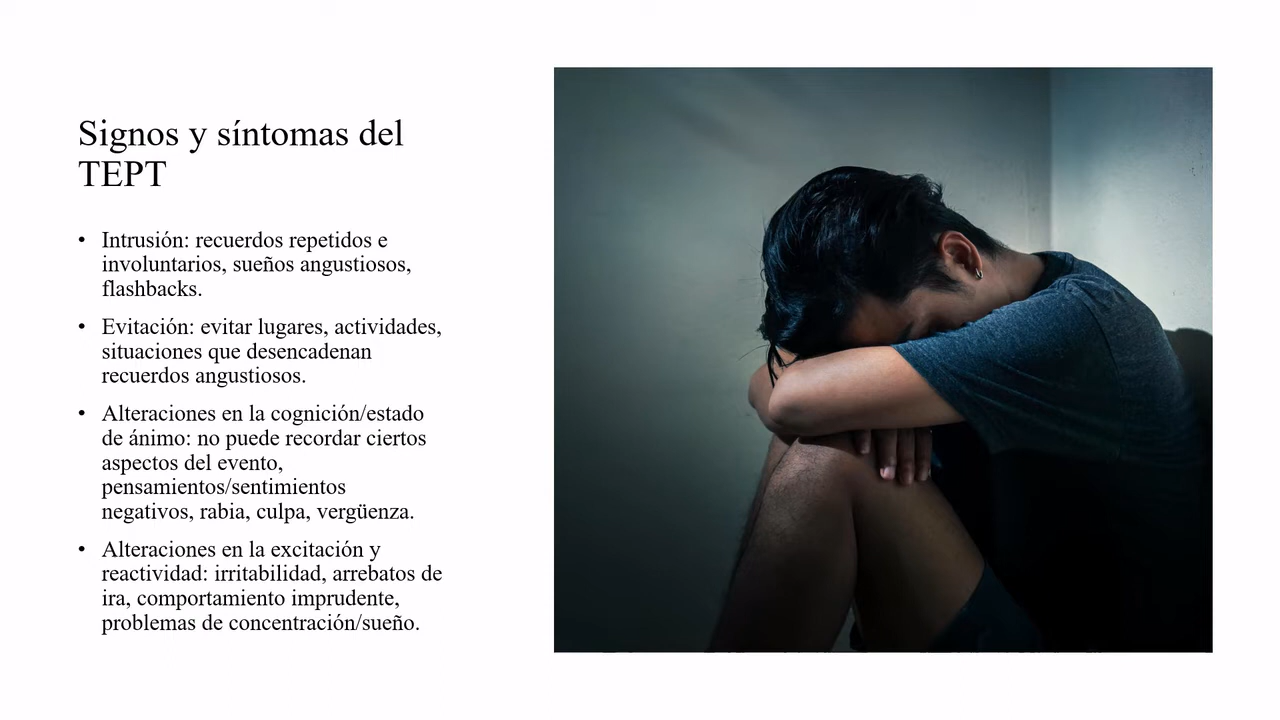 Signos y síntomas del
TEPT
• Intrusión: recuerdos repetidos e
involuntarios, sueños angustiosos,
flashbacks.
• Evitación: evitar lugares, actividades,
situaciones que desencadenan
recuerdos angustiosos.
• Alteraciones en la cognición/estado
de ánimo: no puede recordar ciertos
aspectos del evento,
pensamientos/sentimientos
negativos, rabia, culpa, vergüenza.
• Alteraciones en la excitación y
reactividad: irritabilidad, arrebatos de
ira, comportamiento imprudente,
problemas de concentración/sueño.